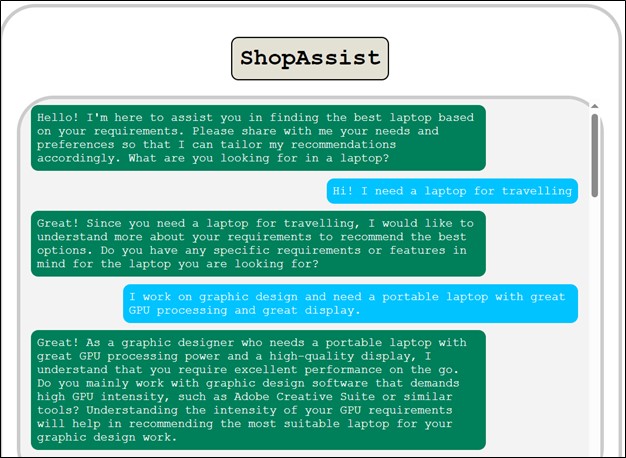 ShopAssist
Hello! I'm here to assist you in finding the best laptop based
on your requirements. Please share with me your needs and
preferences so that I can tailor my recommendations
accordingly. What are you looking for in a laptop?
Hi! I need a laptop for travelling
Great! Since you need a laptop for travelling, I would like to
understand more about your requirements to recommend the best
options. Do you have any specific requirements or features in
mind for the laptop you are looking for?
I work on graphic design and need a portable laptop with great
GPU processing and great display.
Great! As a graphic designer who needs a portable laptop with
great GPU processing power and a high-quality display, I
understand that you require excellent performance on the go.
Do you mainly work with graphic design software that demands
high GPU intensity, such as Adobe Creative Suite or similar
tools? Understanding the intensity of your GPU requirements
will help in recommending the most suitable laptop for your
graphic design work.